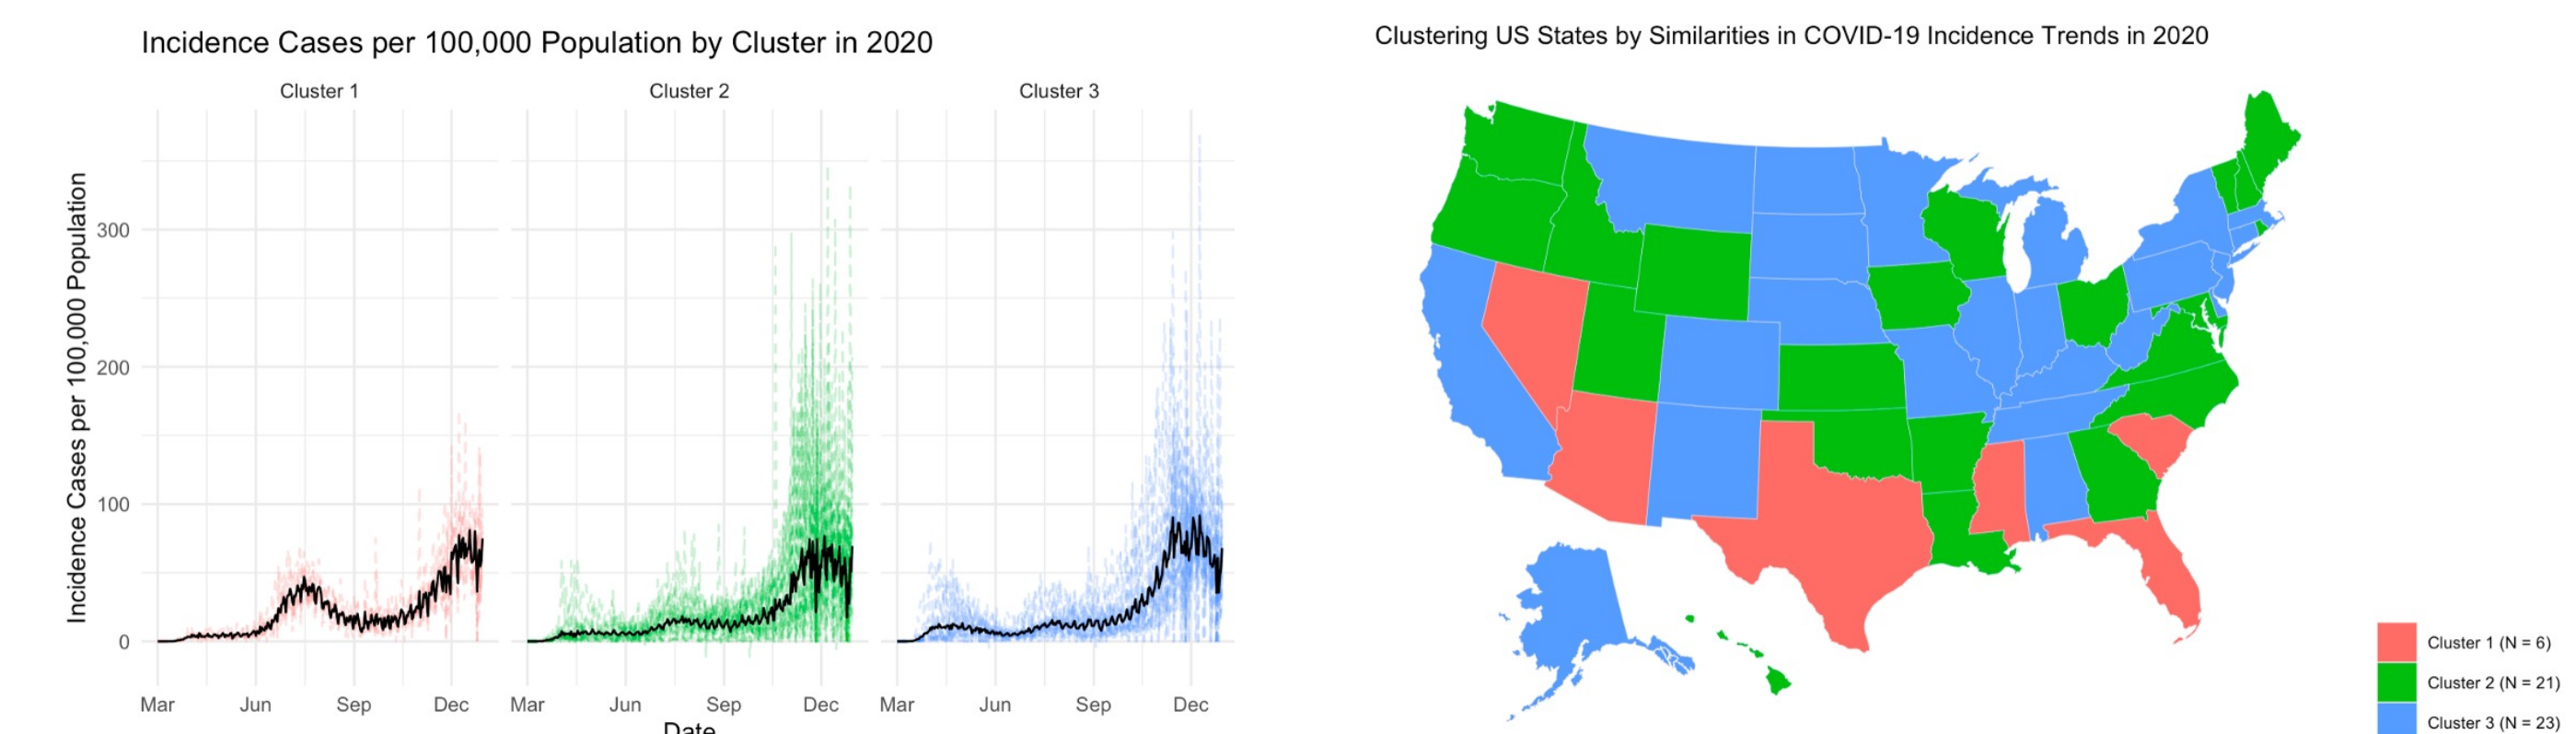 Incidence Cases per 100,000 Population by Cluster in 2020
Cluster 1
Cluster 2
Cluster 3
Incidence Cases per 100,000 Population
300
200
100
0
Mar Jun Sep Dec
Mar Jun Sep Dec
Mar Jun Sep Dec
Date
Clustering US States by Similarities in COVID-19 Incidence Trends in 2020
Cluster 1 (N = 6)
Cluster 2 (N = 21)
Cluster 3 (N = 23)